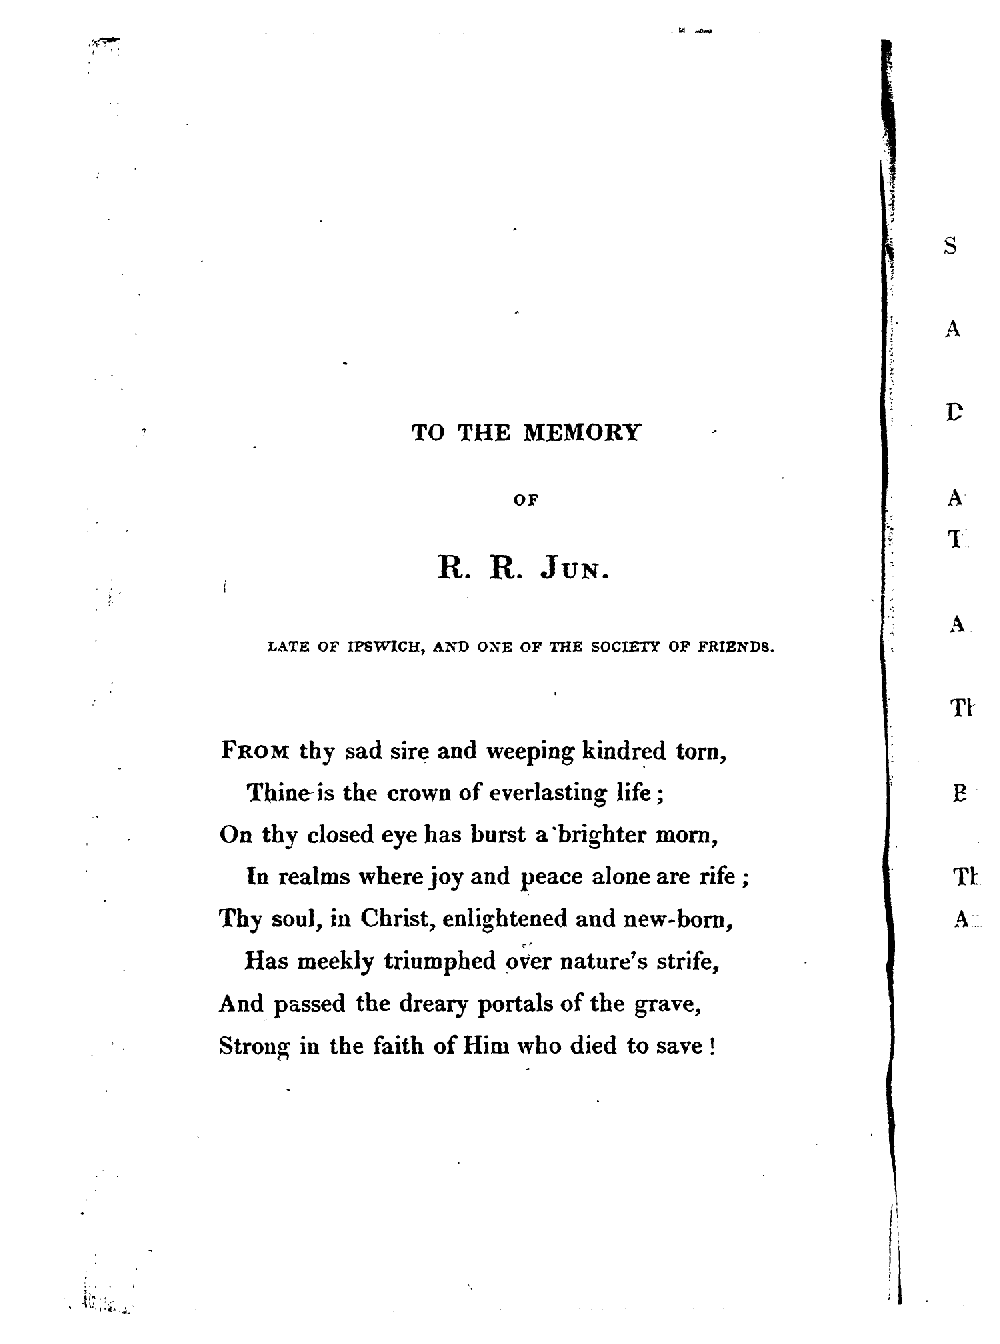 TO THE MEMORY
OF
R. R. JUN.
LATE OF IPSWICH, AND ONE OF THE SOCIETY OF FRIENDS.
FROM thy sad sire and weeping kindred torn,
Thine is the crown of everlasting life ;
On thy closed eye has burst a brighter morn,
In realms where joy and peace alone are rife ;
Thy soul, in Christ, enlightened and new-born,
Has meekly triumphed over nature's strife,
And passed the dreary portals of the grave,
Strong in the faith of Him who died to save !
S
A
D
A
T
A
A